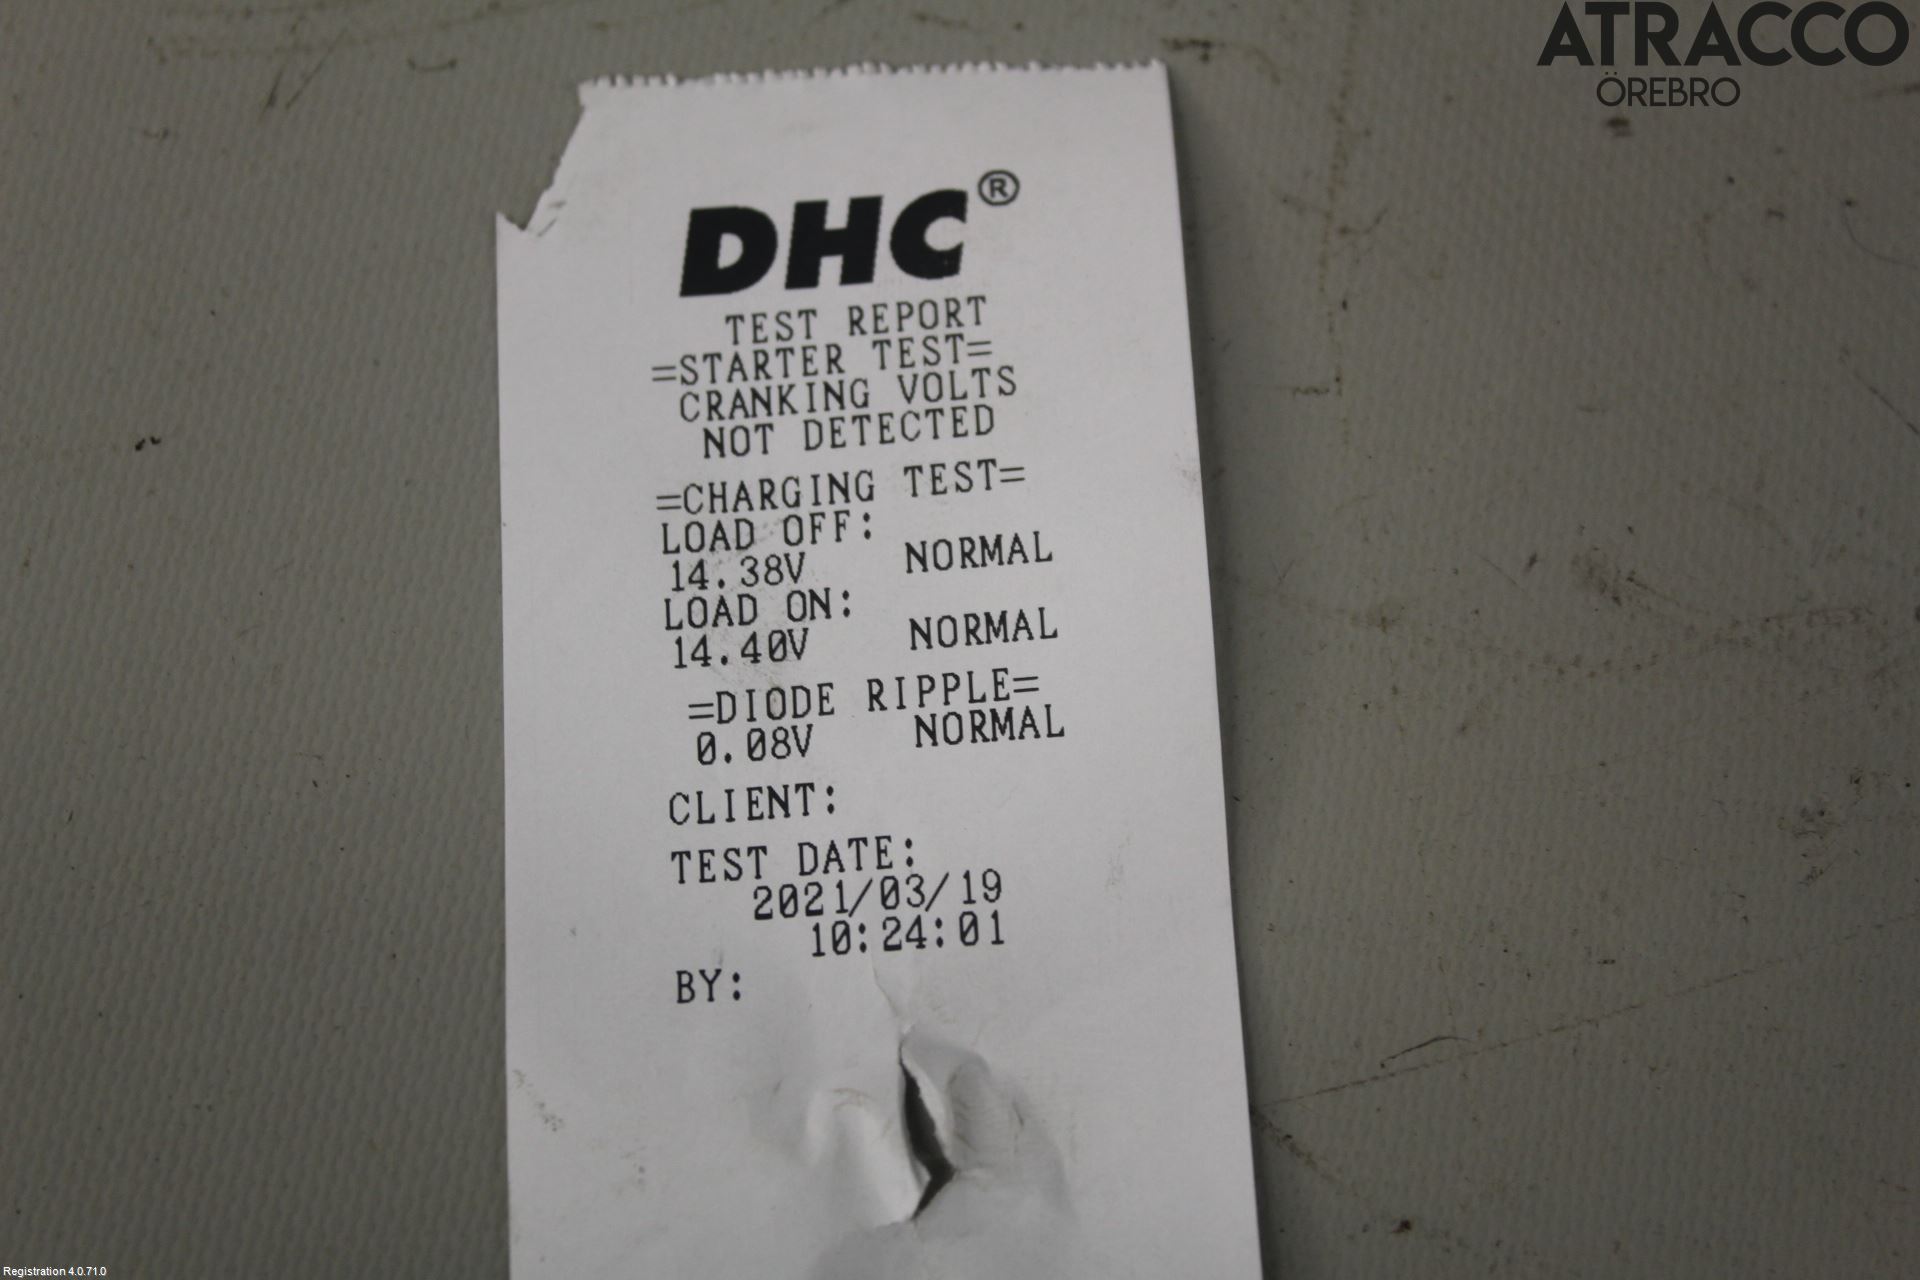 ATRACCO
ÖREBRO
DHC®
TEST REPORT
=STARTER TEST=
CRANKING VOLTS
NOT DETECTED
=CHARGING TEST=
LOAD OFF:
14.38V NORMAL
LOAD ON:
14.40V NORMAL
=DIODE RIPPLE=
0.08V NORMAL
CLIENT:
TEST DATE:
2021/03/19
10:24:01
BY:
Registration 4.0.71.0